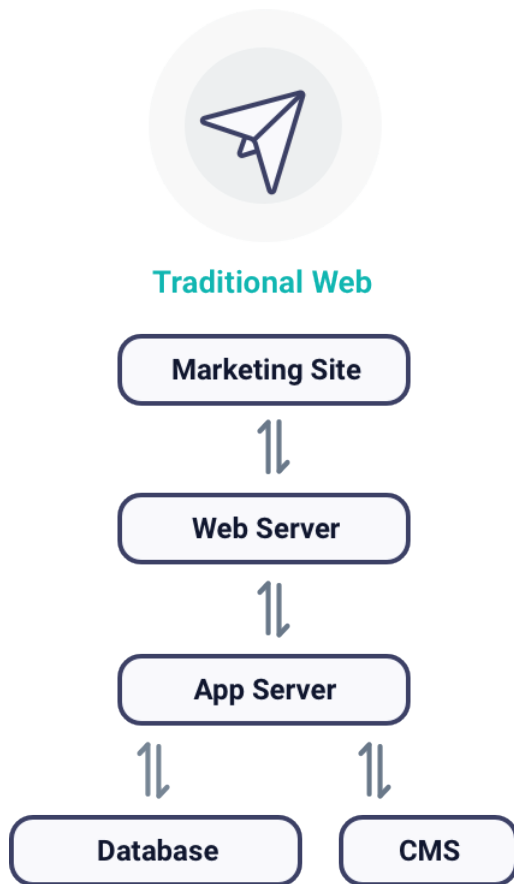 Traditional Web
Marketing Site
Web Server
App Server
Database
CMS